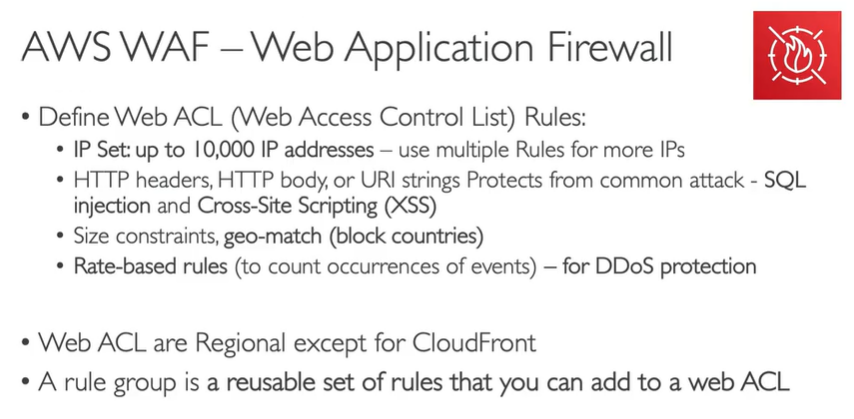 AWS WAF – Web Application Firewall
• Define Web ACL (Web Access Control List) Rules:
• IP Set: up to 10,000 IP addresses – use multiple Rules for more IPs
• HTTP headers, HTTP body, or URI strings Protects from common attack - SQL
injection and Cross-Site Scripting (XSS)
• Size constraints, geo-match (block countries)
• Rate-based rules (to count occurrences of events) – for DDoS protection
• Web ACL are Regional except for CloudFront
• A rule group is a reusable set of rules that you can add to a web ACL